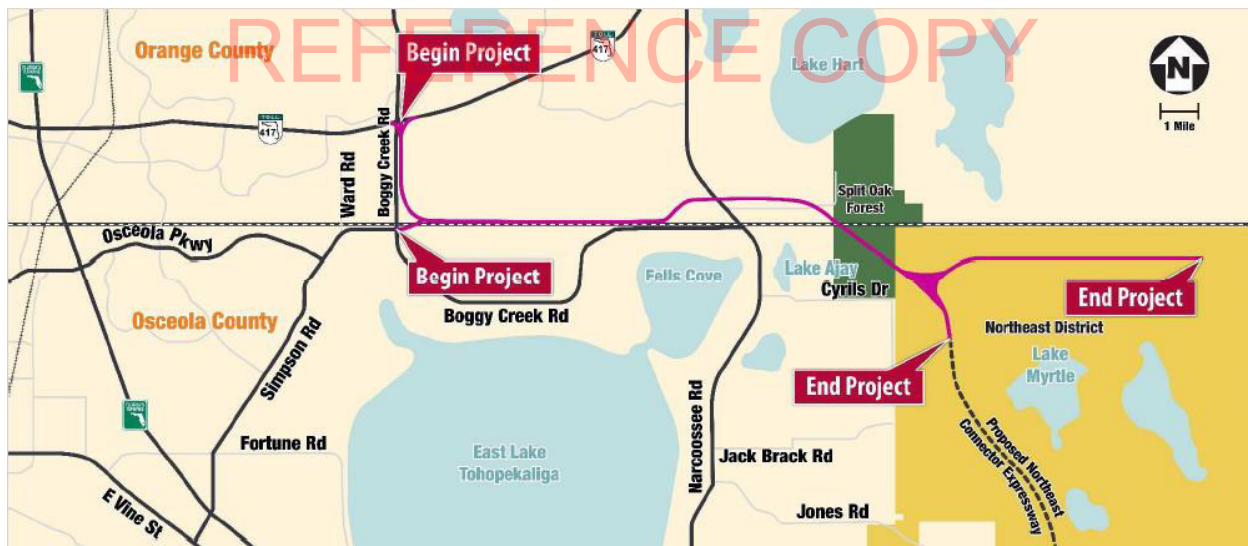 REFERENCE COPY
Orange County
Begin Project
TOLL
417
Lake Hart
N
1 Mile
TOLL
417
Ward Rd
Boggy Creek Rd
Split Oak
Forest
Osceola Pkwy
Begin Project
Fells Cove
Lake Ajay
Cyrils Dr
End Project
Osceola County
Simpson Rd
Boggy Creek Rd
Northeast District
Lake
Myrtle
End Project
Narcoossee Rd
Fortune Rd
East Lake
Tohopekaliga
Jack Brack Rd
Proposed Northeast
Connector Expressway
E Vine St
Jones Rd